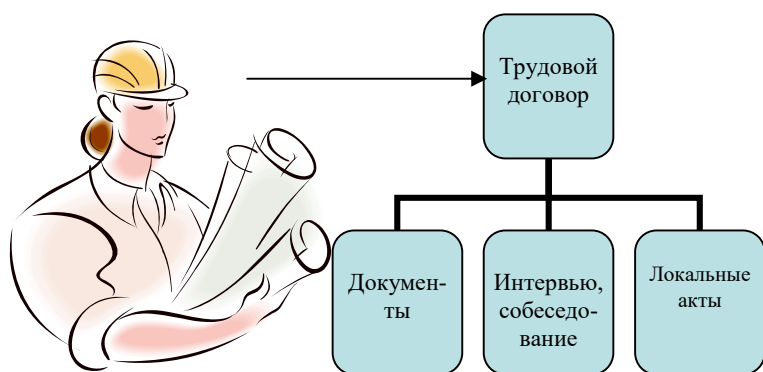 Трудовой
договор
Докумен-
ты
Интервью,
собеседо-
вание
Локальные
акты